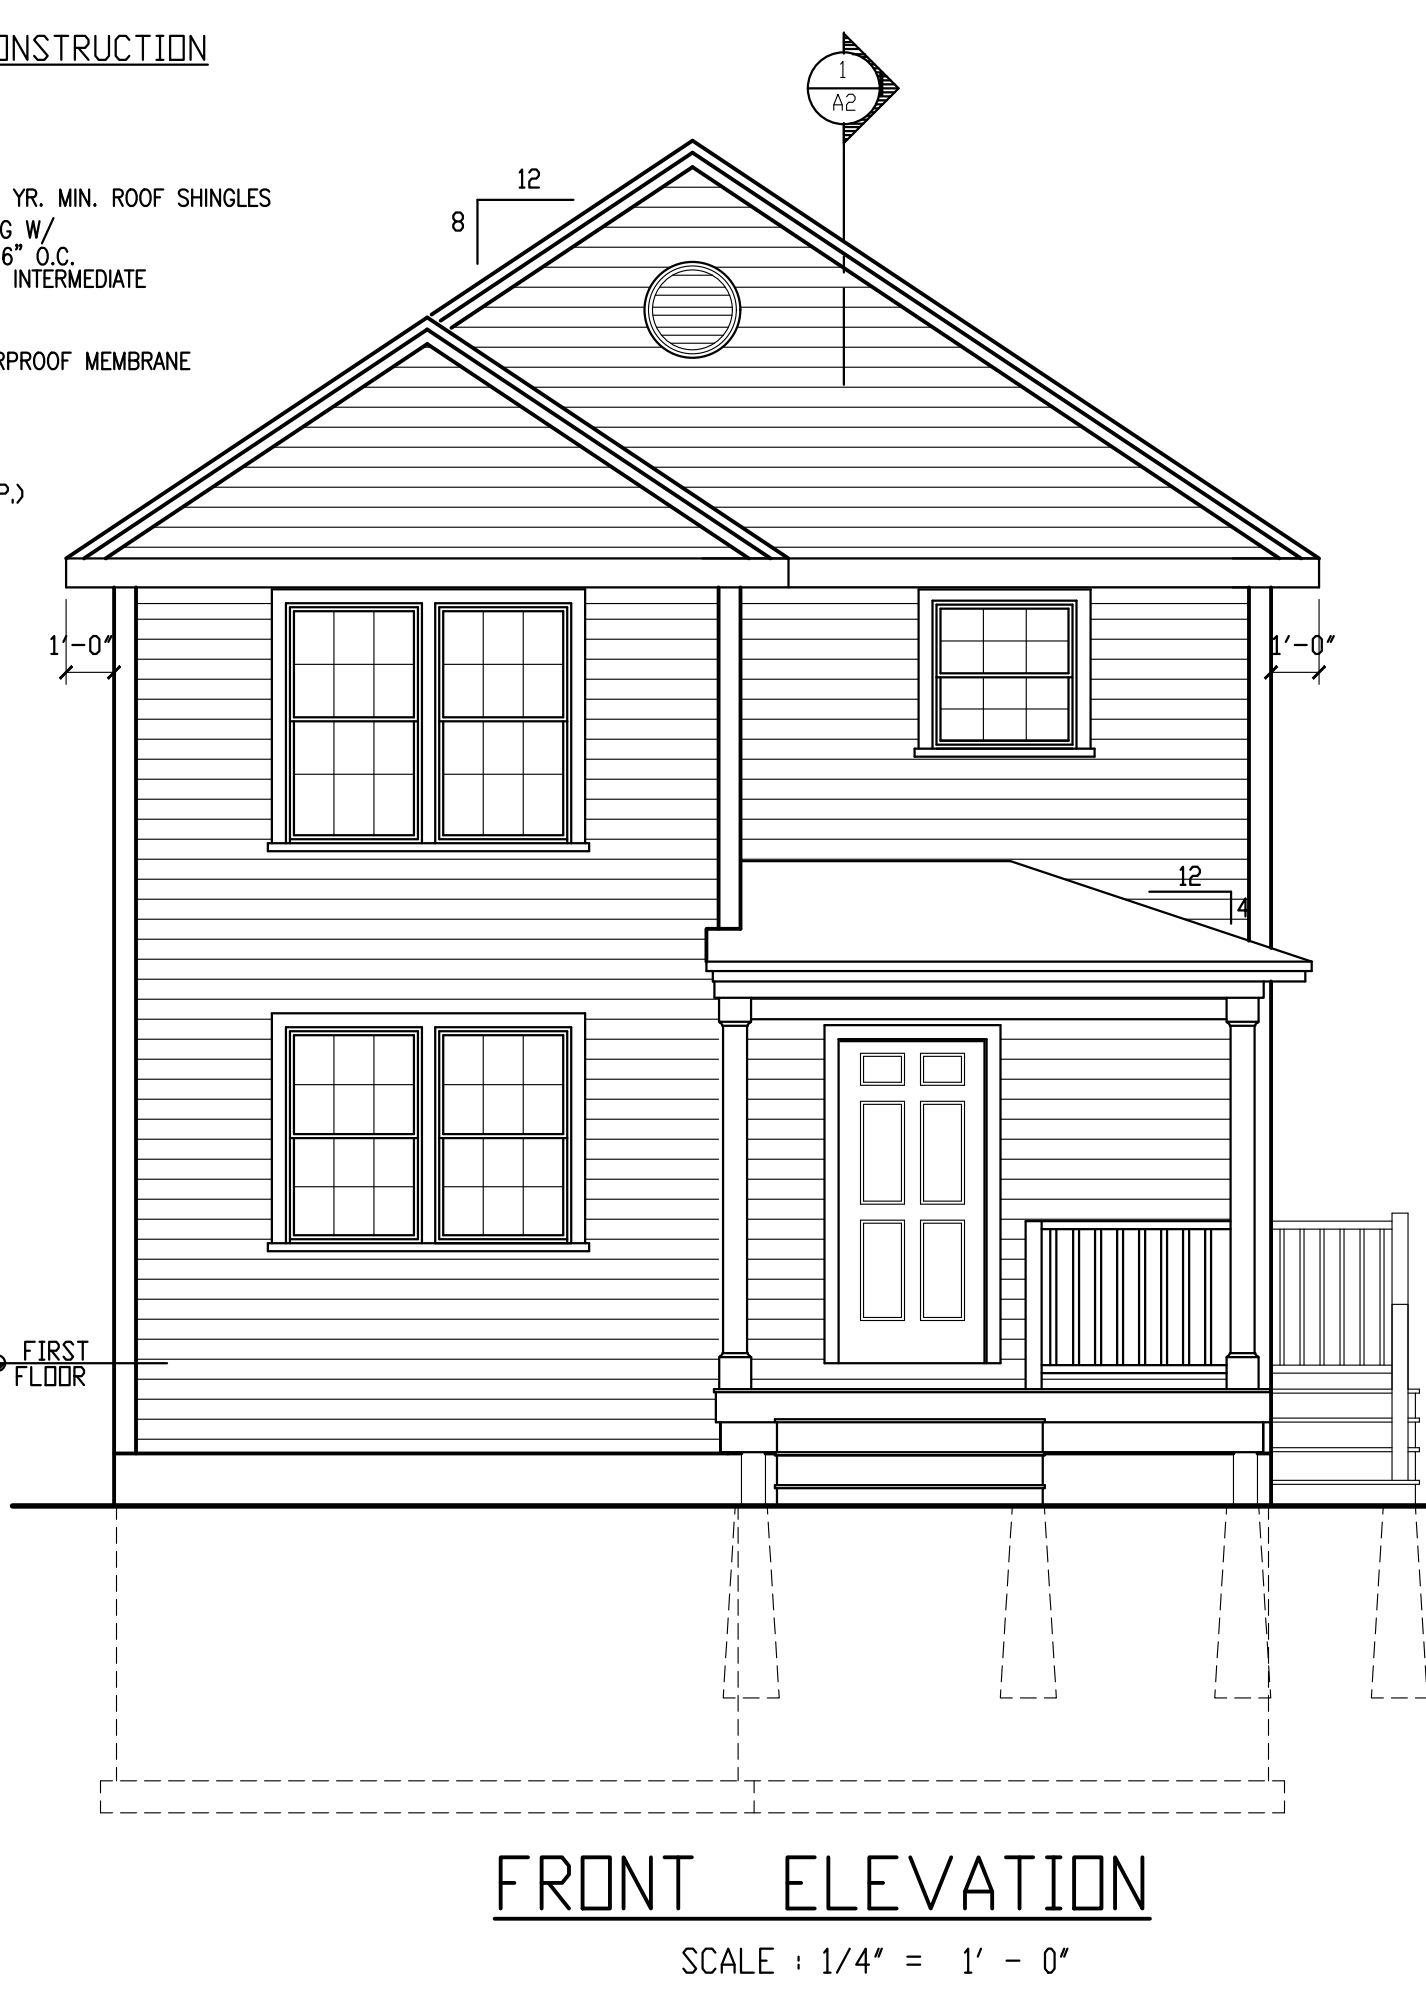 ONSTRUCTION
1
A2
12
8
YR. MIN. ROOF SHINGLES
G W/
6" O.C.
INTERMEDIATE
RPROOF MEMBRANE
P.)
1'-0"
1'-0"
12
4
FIRST
FLOOR
FRONT ELEVATION
SCALE : 1/4" = 1' - 0"